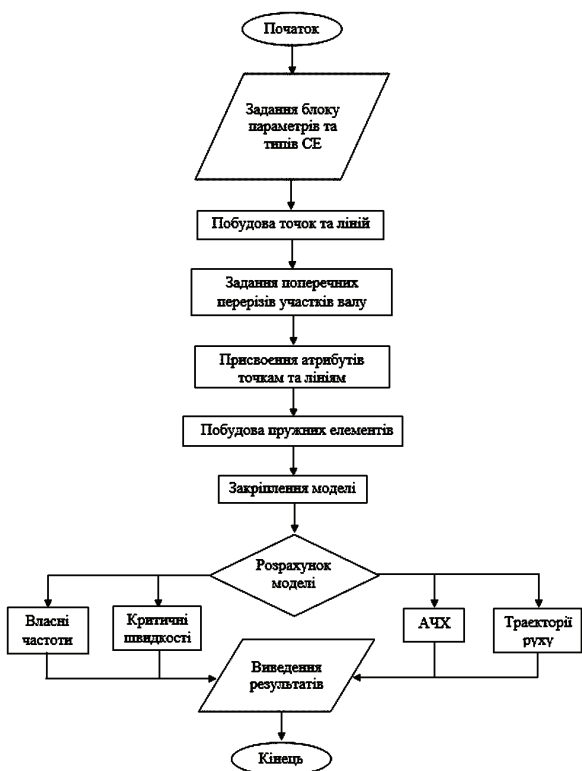 Початок
Задання блоку
параметрів та
типів СЕ
Побудова точок та ліній
Задання поперечних
перерізів участків валу
Присвоєння атрибутів
точкам та лініям
Побудова пружних елементів
Закріплення моделі
Розрахунок
моделі
Власні
частоти
Критичні
швидкості
АЧХ
Траекторії
руху
Виведення
результатів
Кінець